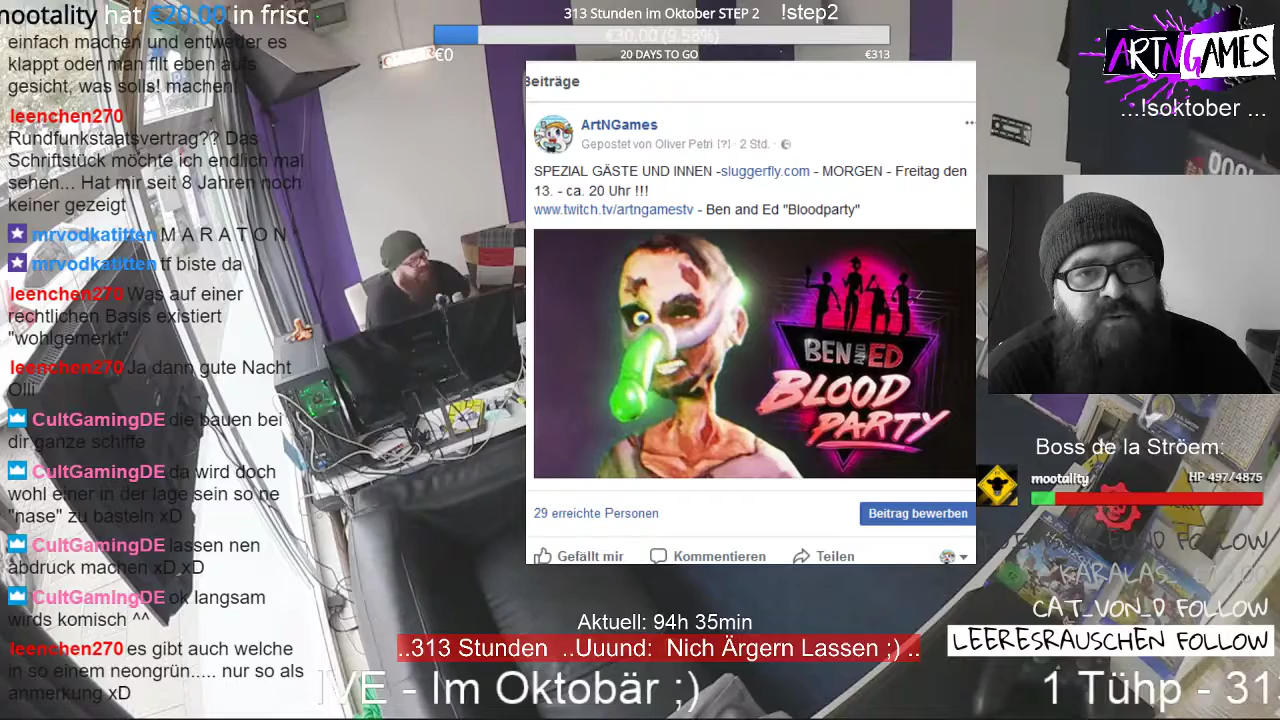 mootality hat €20.00 in frisc
einfach machen und entweder es
klappt oder man fllt eben aufs
gesicht, was solls! machen!
leenchen270
Rundfunkstaatsvertrag?? Das
Schriftstück möchte ich endlich mal
sehen... Hat mir seit 8 Jahren noch
keiner gezeigt
mrvodkatitten M A R A T O N
mrvodkatitten tf biste da
leenchen270 Was auf einer
rechtlichen Basis existiert
"wohlgemerkt"
leenchen270 Ja dann gute Nacht
Olli
CultGamingDE die bauen bei
dir ganze schiffe
CultGamingDE da wird doch
wohl einer in der lage sein so ne
"nase" zu basteln xD
CultGamingDE lassen nen
abdruck machen xD xD
CultGamingDE ok langsam
wirds komisch ^^
leenchen270 es gibt auch welche
in so einem neongrün..... nur so als
anmerkung xD
313 Stunden im Oktober STEP 2 !step2
€30.00 (9.58%)
€0 20 DAYS TO GO €313
Beiträge
ArtNGames
Gepostet von Oliver Petri [?] · 2 Std. ·
SPEZIAL GÄSTE UND INNEN -sluggerfly.com - MORGEN - Freitag den
13. - ca. 20 Uhr !!!
www.twitch.tv/artngamestv - Ben and Ed "Bloodparty"
BEN AND ED
BLOOD
PARTY
29 erreichte Personen
Beitrag bewerben
Gefällt mir Kommentieren Teilen
ARTNGAMES
...!soktober ...
Boss de la Ströem:
mootality HP 497/4875
CAT_VON_D FOLLOW
LEERESRAUSCHEN FOLLOW
Aktuell: 94h 35min
..313 Stunden ..Uuund: Nich Ärgern Lassen ;) ..
IVE - Im Oktobär ;) 1 Tühp - 31